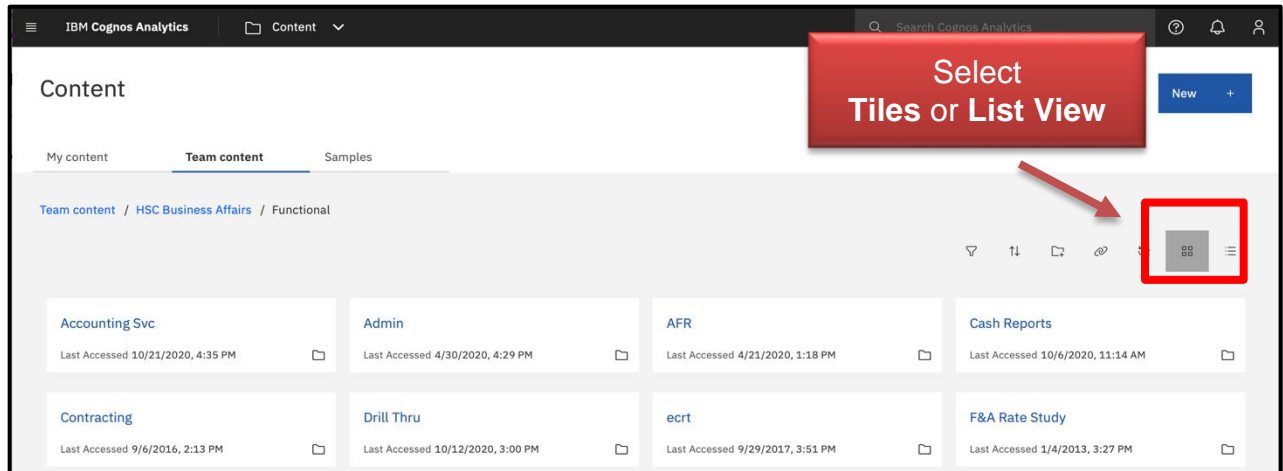 IBM Cognos Analytics
Content
Search Cognos Analytics
Select
Tiles or List View
Content
New +
My content
Team content
Samples
Team content / HSC Business Affairs / Functional
Accounting Svc
Last Accessed 10/21/2020, 4:35 PM
Admin
Last Accessed 4/30/2020, 4:29 PM
AFR
Last Accessed 4/21/2020, 1:18 PM
Cash Reports
Last Accessed 10/6/2020, 11:14 AM
Contracting
Last Accessed 9/6/2016, 2:13 PM
Drill Thru
Last Accessed 10/12/2020, 3:00 PM
ecrt
Last Accessed 9/29/2017, 3:51 PM
F&A Rate Study
Last Accessed 1/4/2013, 3:27 PM